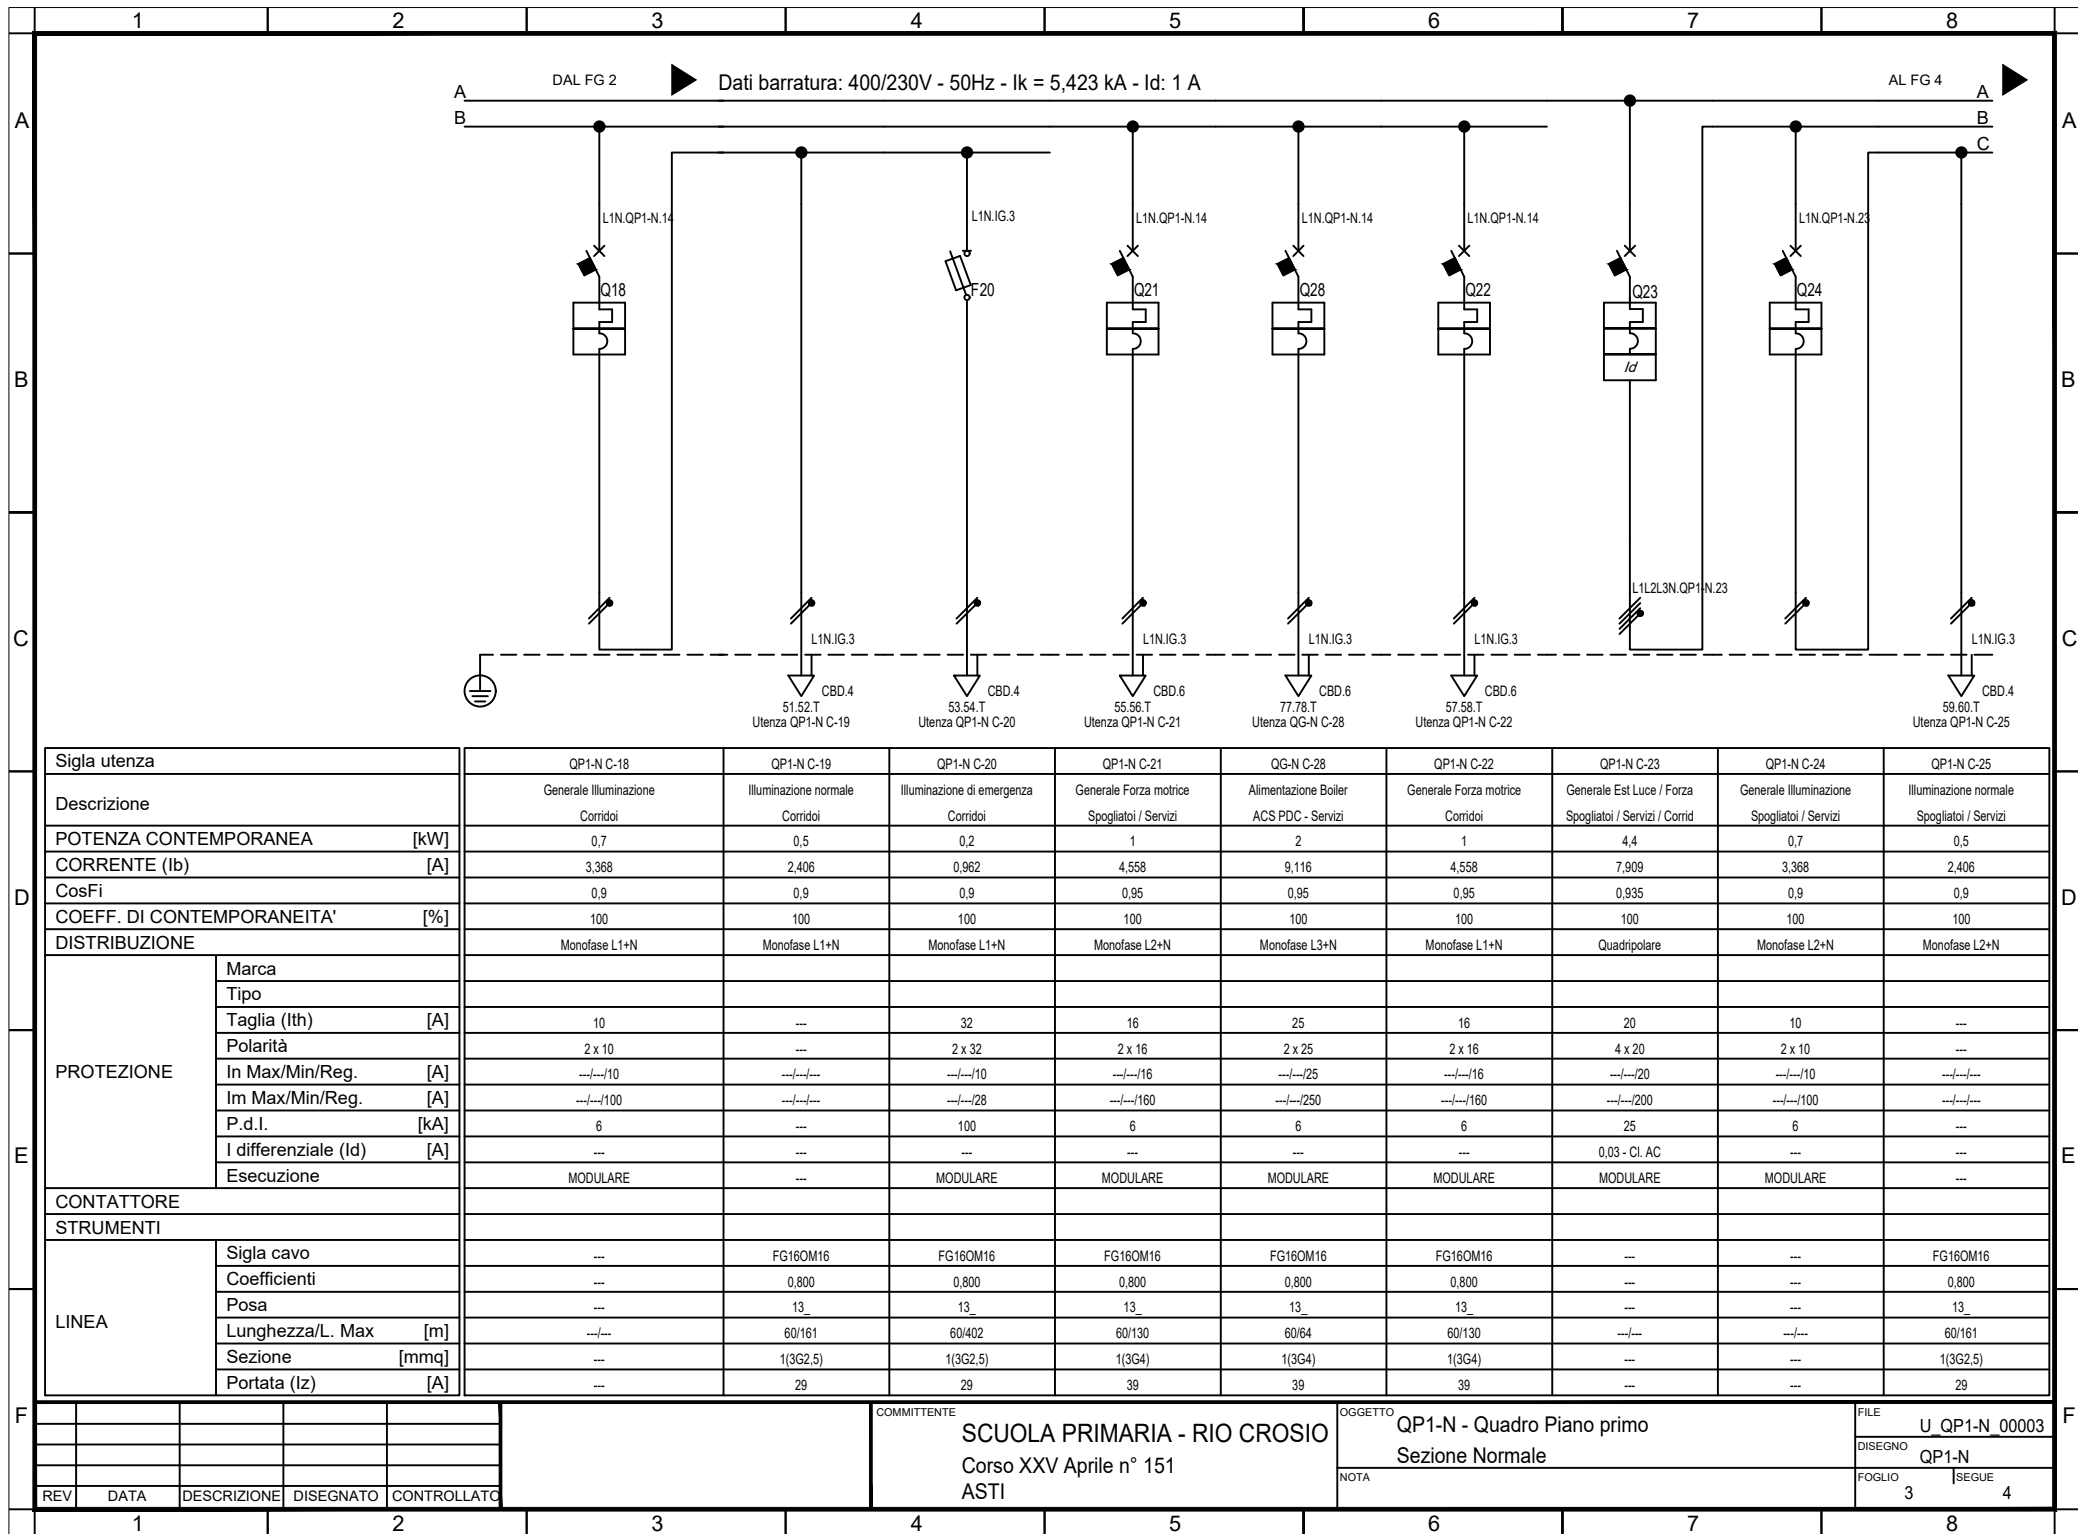 1 2 3 4 5 6 7 8
DAL FG 2 Dati barratura: 400/230V - 50Hz - Ik = 5,423 kA - Id: 1 A AL FG 4
A A
B B
C
A A
L1N.QP1-N.14 L1N.IG.3 L1N.QP1-N.14 L1N.QP1-N.14 L1N.QP1-N.14 L1N.QP1-N.23
Q18 F20 Q21 Q28 Q22 Q23 Q24
Id
B B
L1L2L3N.QP1-N.23
C C
L1N.IG.3 L1N.IG.3 L1N.IG.3 L1N.IG.3 L1N.IG.3
CBD.4 CBD.4 CBD.6 CBD.6 CBD.6 CBD.4
51.52.T 53.54.T 55.56.T 77.78.T 57.58.T 59.60.T
Utenza QP1-N C-19 Utenza QP1-N C-20 Utenza QP1-N C-21 Utenza QG-N C-28 Utenza QP1-N C-22 Utenza QP1-N C-25
Sigla utenza QP1-N C-18 QP1-N C-19 QP1-N C-20 QP1-N C-21 QG-N C-28 QP1-N C-22 QP1-N C-23 QP1-N C-24 QP1-N C-25
Descrizione
Generale Illuminazione Illuminazione normale Illuminazione di emergenza Generale Forza motrice Alimentazione Boiler Generale Forza motrice Generale Est Luce / Forza Generale Illuminazione Illuminazione normale
Corridoi Corridoi Corridoi Spogliatoi / Servizi ACS PDC - Servizi Corridoi Spogliatoi / Servizi / Corrid Spogliatoi / Servizi Spogliatoi / Servizi
POTENZA CONTEMPORANEA [kW] 0,7 0,5 0,2 1 2 1 4,4 0,7 0,5
CORRENTE (Ib) [A] 3,368 2,406 0,962 4,558 9,116 4,558 7,909 3,368 2,406
D D
CosFi 0,9 0,9 0,9 0,95 0,95 0,95 0,935 0,9 0,9
COEFF. DI CONTEMPORANEITA' [%] 100 100 100 100 100 100 100 100 100
DISTRIBUZIONE Monofase L1+N Monofase L1+N Monofase L1+N Monofase L2+N Monofase L3+N Monofase L1+N Quadripolare Monofase L2+N Monofase L2+N
PROTEZIONE
Marca
Tipo
Taglia (Ith) [A] 10 --- 32 16 25 16 20 10 ---
Polarità 2 x 10 --- 2 x 32 2 x 16 2 x 25 2 x 16 4 x 20 2 x 10 ---
In Max/Min/Reg. [A] ---/---/10 ---/---/--- ---/---/10 ---/---/16 ---/---/25 ---/---/16 ---/---/20 ---/---/10 ---/---/---
Im Max/Min/Reg. [A] ---/---/100 ---/---/--- ---/---/28 ---/---/160 ---/---/250 ---/---/160 ---/---/200 ---/---/100 ---/---/---
P.d.I. [kA] 6 --- 100 6 6 6 25 6 ---
E E
I differenziale (Id) [A] --- --- --- --- --- --- 0,03 - Cl. AC --- ---
Esecuzione MODULARE --- MODULARE MODULARE MODULARE MODULARE MODULARE MODULARE ---
CONTATTORE
STRUMENTI
LINEA
Sigla cavo --- FG16OM16 FG16OM16 FG16OM16 FG16OM16 FG16OM16 --- --- FG16OM16
Coefficienti --- 0,800 0,800 0,800 0,800 0,800 --- --- 0,800
Posa --- 13_ 13_ 13_ 13_ 13_ --- --- 13_
Lunghezza/L. Max [m] ---/--- 60/161 60/402 60/130 60/64 60/130 ---/--- ---/--- 60/161
Sezione [mmq] --- 1(3G2,5) 1(3G2,5) 1(3G4) 1(3G4) 1(3G4) --- --- 1(3G2,5)
Portata (Iz) [A] --- 29 29 39 39 39 --- --- 29
F F
REV DATA DESCRIZIONE DISEGNATO CONTROLLATO
COMMITTENTE
SCUOLA PRIMARIA - RIO CROSIO
Corso XXV Aprile n° 151
ASTI
OGGETTO QP1-N - Quadro Piano primo
Sezione Normale
NOTA
FILE U_QP1-N_00003
DISEGNO QP1-N
FOGLIO 3 SEGUE 4
1 2 3 4 5 6 7 8